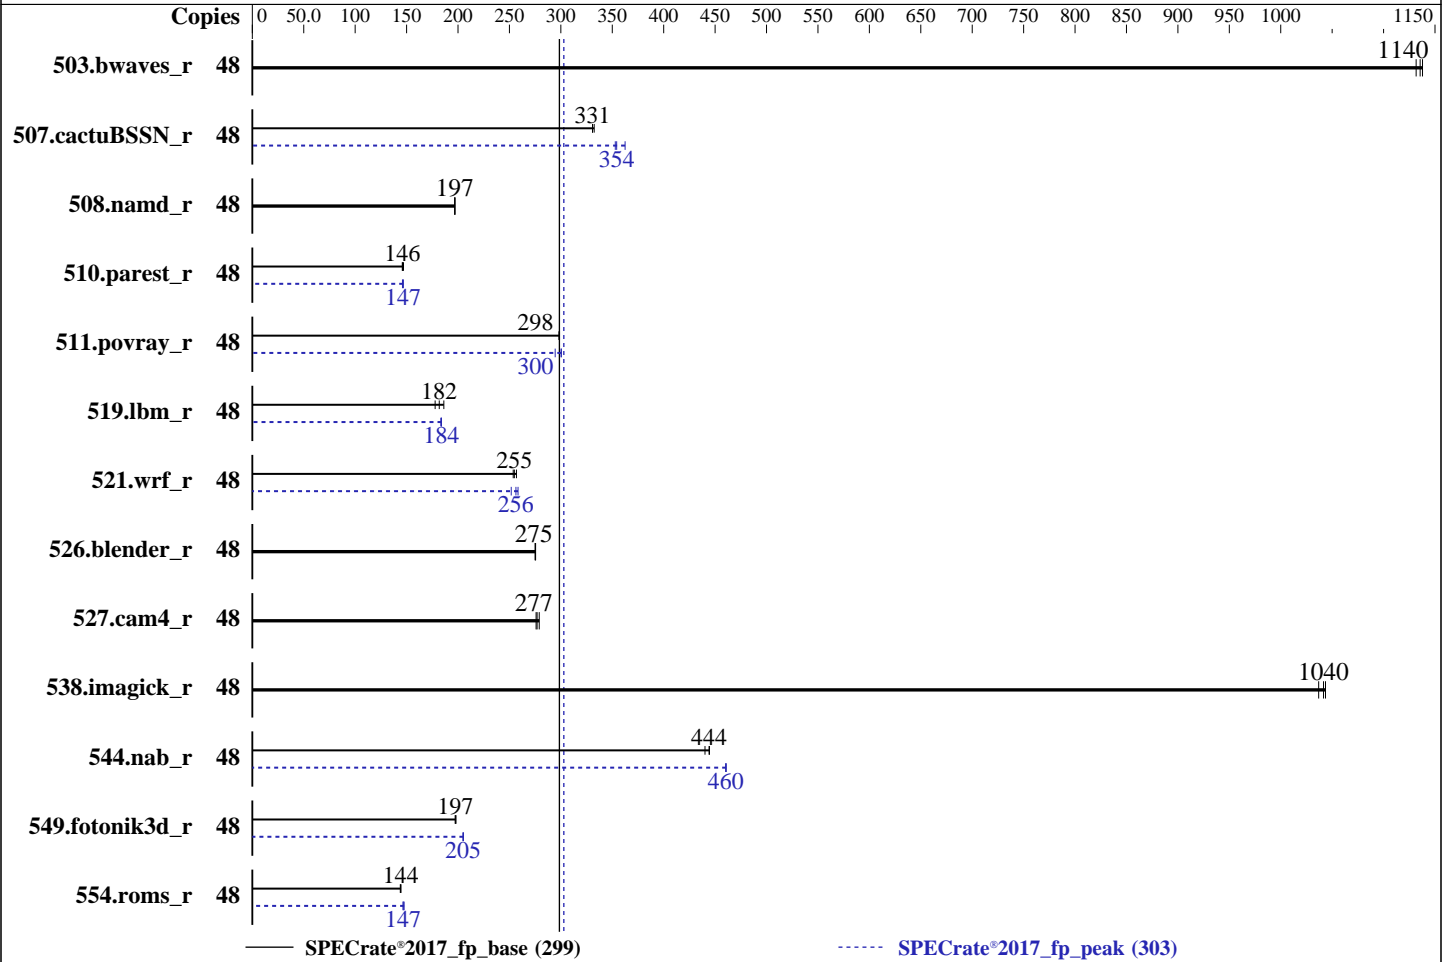 Copies 0 50.0 100 150 200 250 300 350 400 450 500 550 600 650 700 750 800 850 900 950 1000 1150
503.bwaves_r 48 1140
507.cactuBSSN_r 48 331
354
508.namd_r 48 197
510.parest_r 48 146
147
511.povray_r 48 298
300
519.lbm_r 48 182
184
521.wrf_r 48 255
256
526.blender_r 48 275
527.cam4_r 48 277
538.imagick_r 48 1040
544.nab_r 48 444
460
549.fotonik3d_r 48 197
205
554.roms_r 48 144
147
SPECrate®2017_fp_base (299) SPECrate®2017_fp_peak (303)